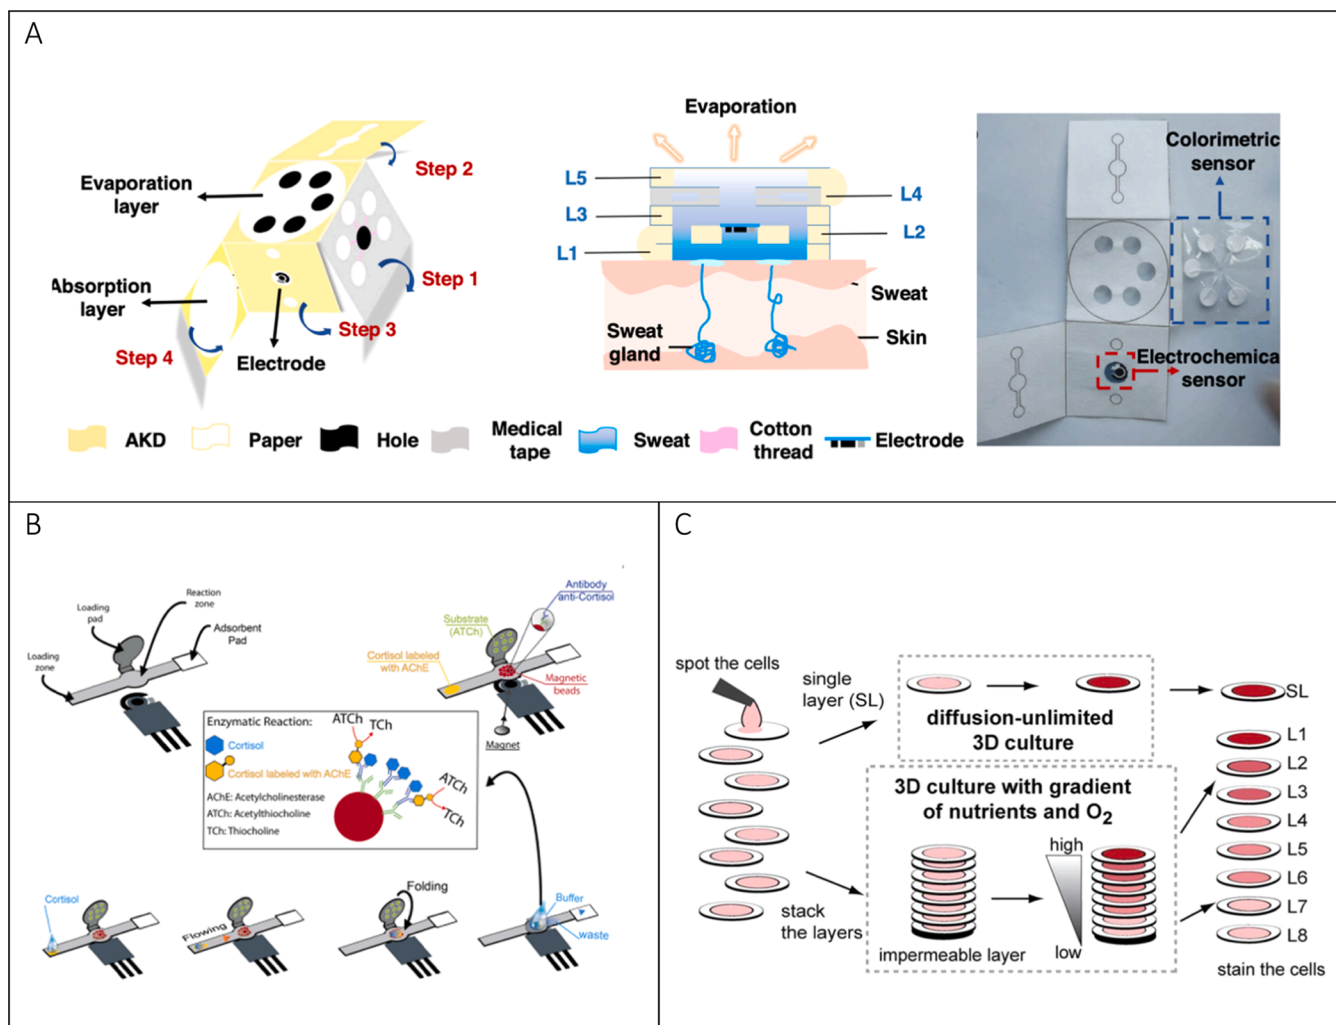 A
Evaporation
layer
Absorption
layer
Step 2
Step 1
Step 3
Step 4
Electrode
Evaporation
L5
L3
L1
L4
L2
Sweat
Skin
Sweat
gland
Colorimetric
sensor
Electrochemica
sensor
AKD
Paper
Hole
Medical
tape
Sweat
Cotton
thread
Electrode
B
Loading
pad
Reaction
zone
Adsorbent
Pad
Loading
zone
Antibody
anti-Cortisol
Substrate
(ATCh)
Cortisol labeled
with AChE
Magnetic
beads
Magnet
Enzymatic Reaction:
Cortisol
Cortisol labeled with AChE
AChE: Acetylcholinesterase
ATCh: Acetylthiocholine
TCh: Thiocholine
ATCh
TCh
ATCh
TCh
Cortisol
Flowing
Folding
Buffer
waste
C
spot the cells
single
layer (SL)
diffusion-unlimited
3D culture
3D culture with gradient
of nutrients and O2
high
low
impermeable layer
stack
the layers
SL
L1
L2
L3
L4
L5
L6
L7
L8
stain the cells